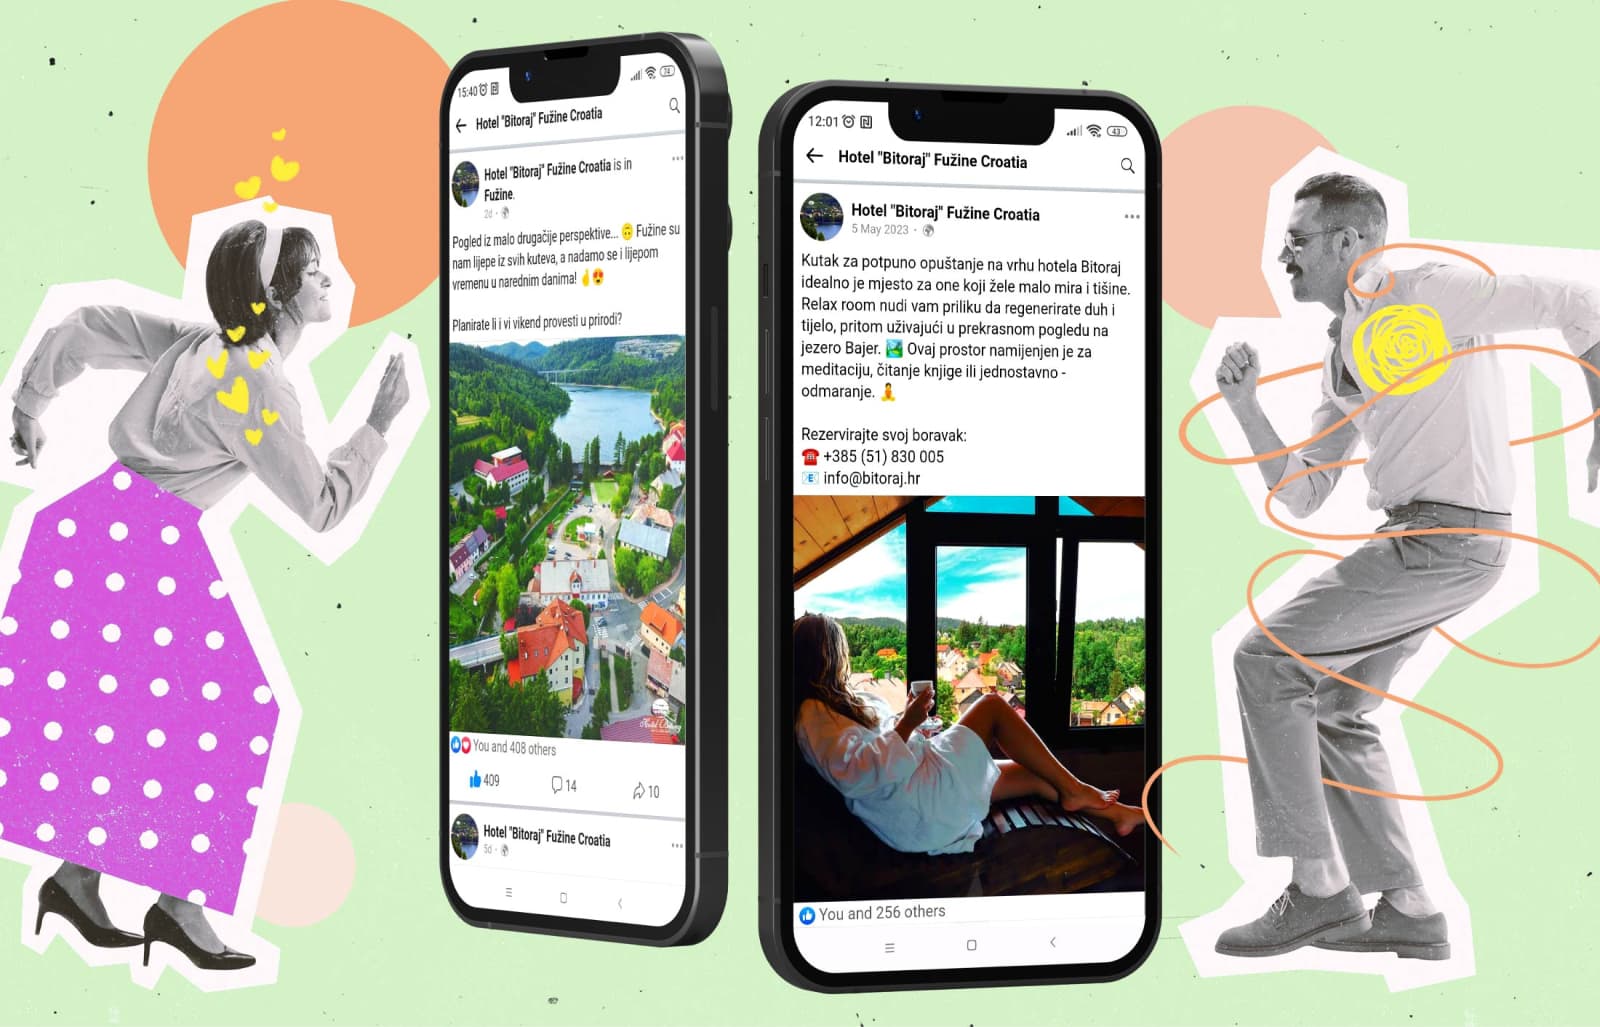 15:40
74
Hotel "Bitoraj" Fužine Croatia
Hotel "Bitoraj" Fužine Croatia is in
Fužine.
2d ·
Pogled iz malo drugačije perspektive... 🙃 Fužine su
nam lijepe iz svih kuteva, a nadamo se i lijepom
vremenu u narednim danima! 🤞😍
Planirate li i vi vikend provesti u prirodi?
You and 408 others
409
14
10
Hotel "Bitoraj" Fužine Croatia
5d ·
12:01
43
Hotel "Bitoraj" Fužine Croatia
Hotel "Bitoraj" Fužine Croatia
5 May 2023 ·
Kutak za potpuno opuštanje na vrhu hotela Bitoraj
idealno je mjesto za one koji žele malo mira i tišine.
Relax room nudi vam priliku da regenerirate duh i
tijelo, pritom uživajući u prekrasnom pogledu na
jezero Bajer. 🏞️ Ovaj prostor namijenjen je za
meditaciju, čitanje knjige ili jednostavno -
odmaranje. 🧘
Rezervirajte svoj boravak:
☎️ +385 (51) 830 005
📧 info@bitoraj.hr
You and 256 others